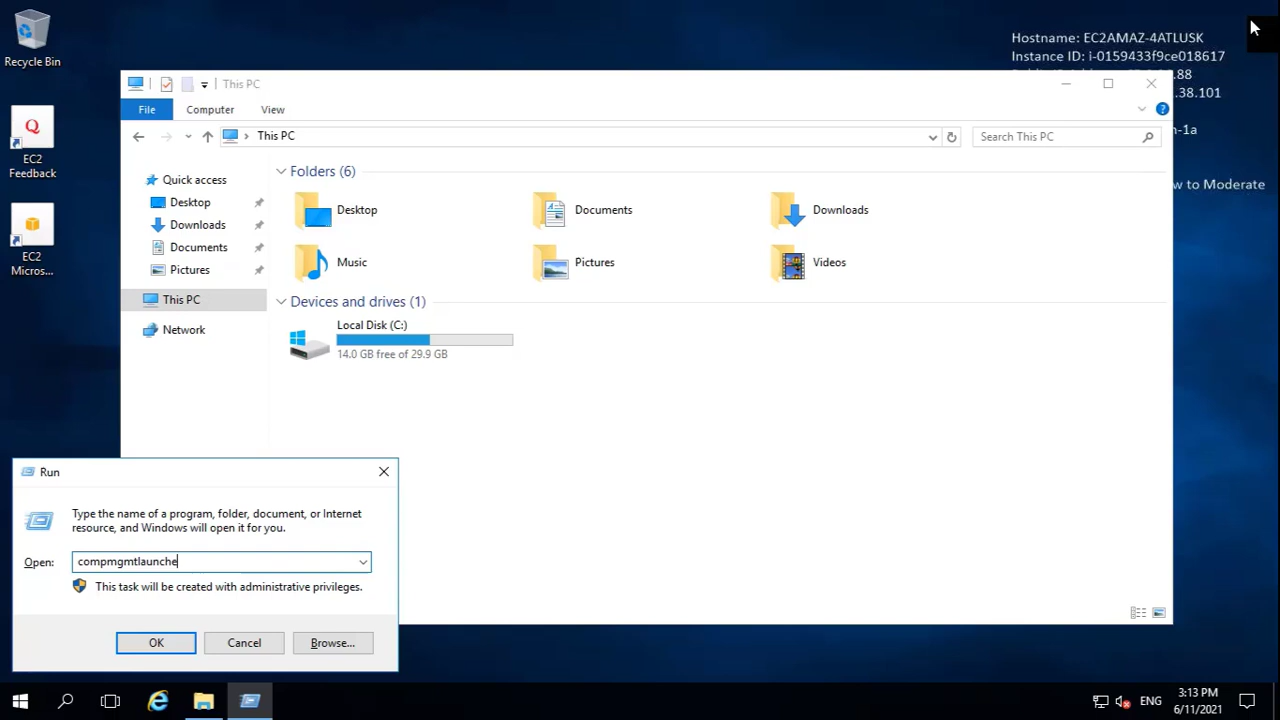 Recycle Bin
Hostname: EC2AMAZ-4ATLUSK
Instance ID: i-0159433f9ce018617
.88
.38.101
n-1a
w to Moderate
This PC
File
Computer
View
This PC
Search This PC
EC2
Feedback
EC2
Micros...
Quick access
Desktop
Downloads
Documents
Pictures
This PC
Network
Folders (6)
Desktop
Documents
Downloads
Music
Pictures
Videos
Devices and drives (1)
Local Disk (C:)
14.0 GB free of 29.9 GB
Run
Type the name of a program, folder, document, or Internet
resource, and Windows will open it for you.
Open:
compmgmtlaunche
This task will be created with administrative privileges.
OK
Cancel
Browse...
ENG
3:13 PM
6/11/2021